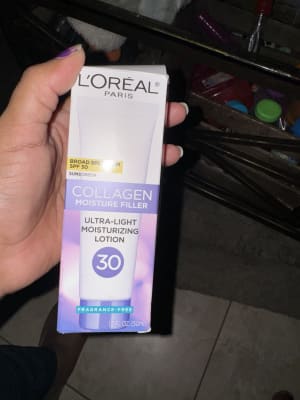 L'ORÉAL
PARIS
BROAD SPECTRUM
SPF 30
SUNSCREEN
COLLAGEN
MOISTURE FILLER
ULTRA-LIGHT
MOISTURIZING
LOTION
30
FRAGRANCE-FREE